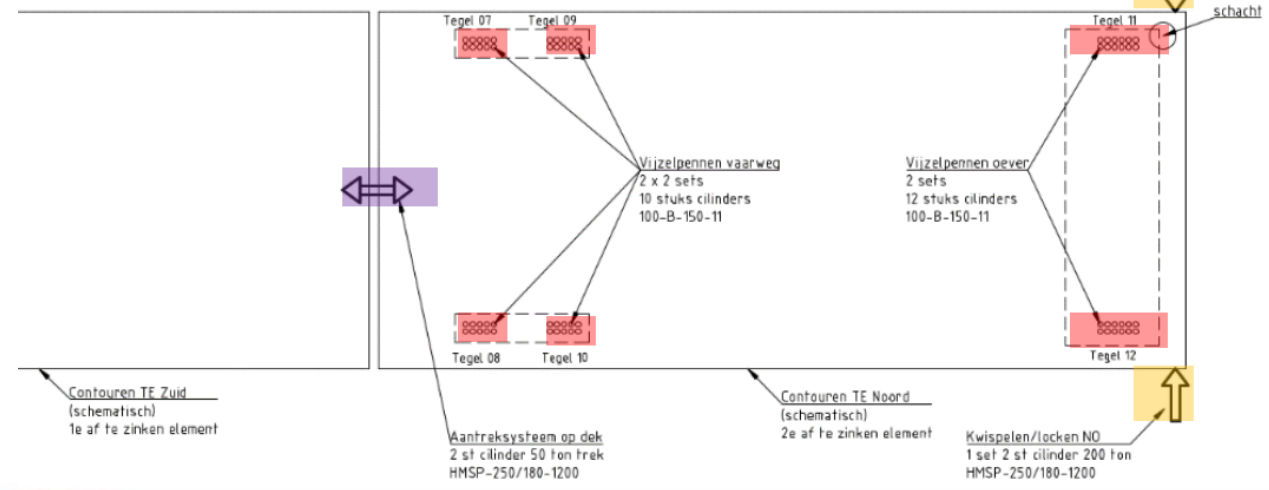 Tegel 07
Tegel 09
Tegel 11
schacht
Vijzelpennen vaarweg
2 x 2 sets
10 stuks cilinders
100-B-150-11
Vijzelpennen oever
2 sets
12 stuks cilinders
100-B-150-11
Tegel 08
Tegel 10
Tegel 12
Contouren TE Zuid
(schematisch)
1e af te zinken element
Contouren TE Noord
(schematisch)
2e af te zinken element
Aantreksysteem op dek
2 st cilinder 50 ton trek
HMSP-250/180-1200
Kwispelen/locken NO
1 set 2 st cilinder 200 ton
HMSP-250/180-1200